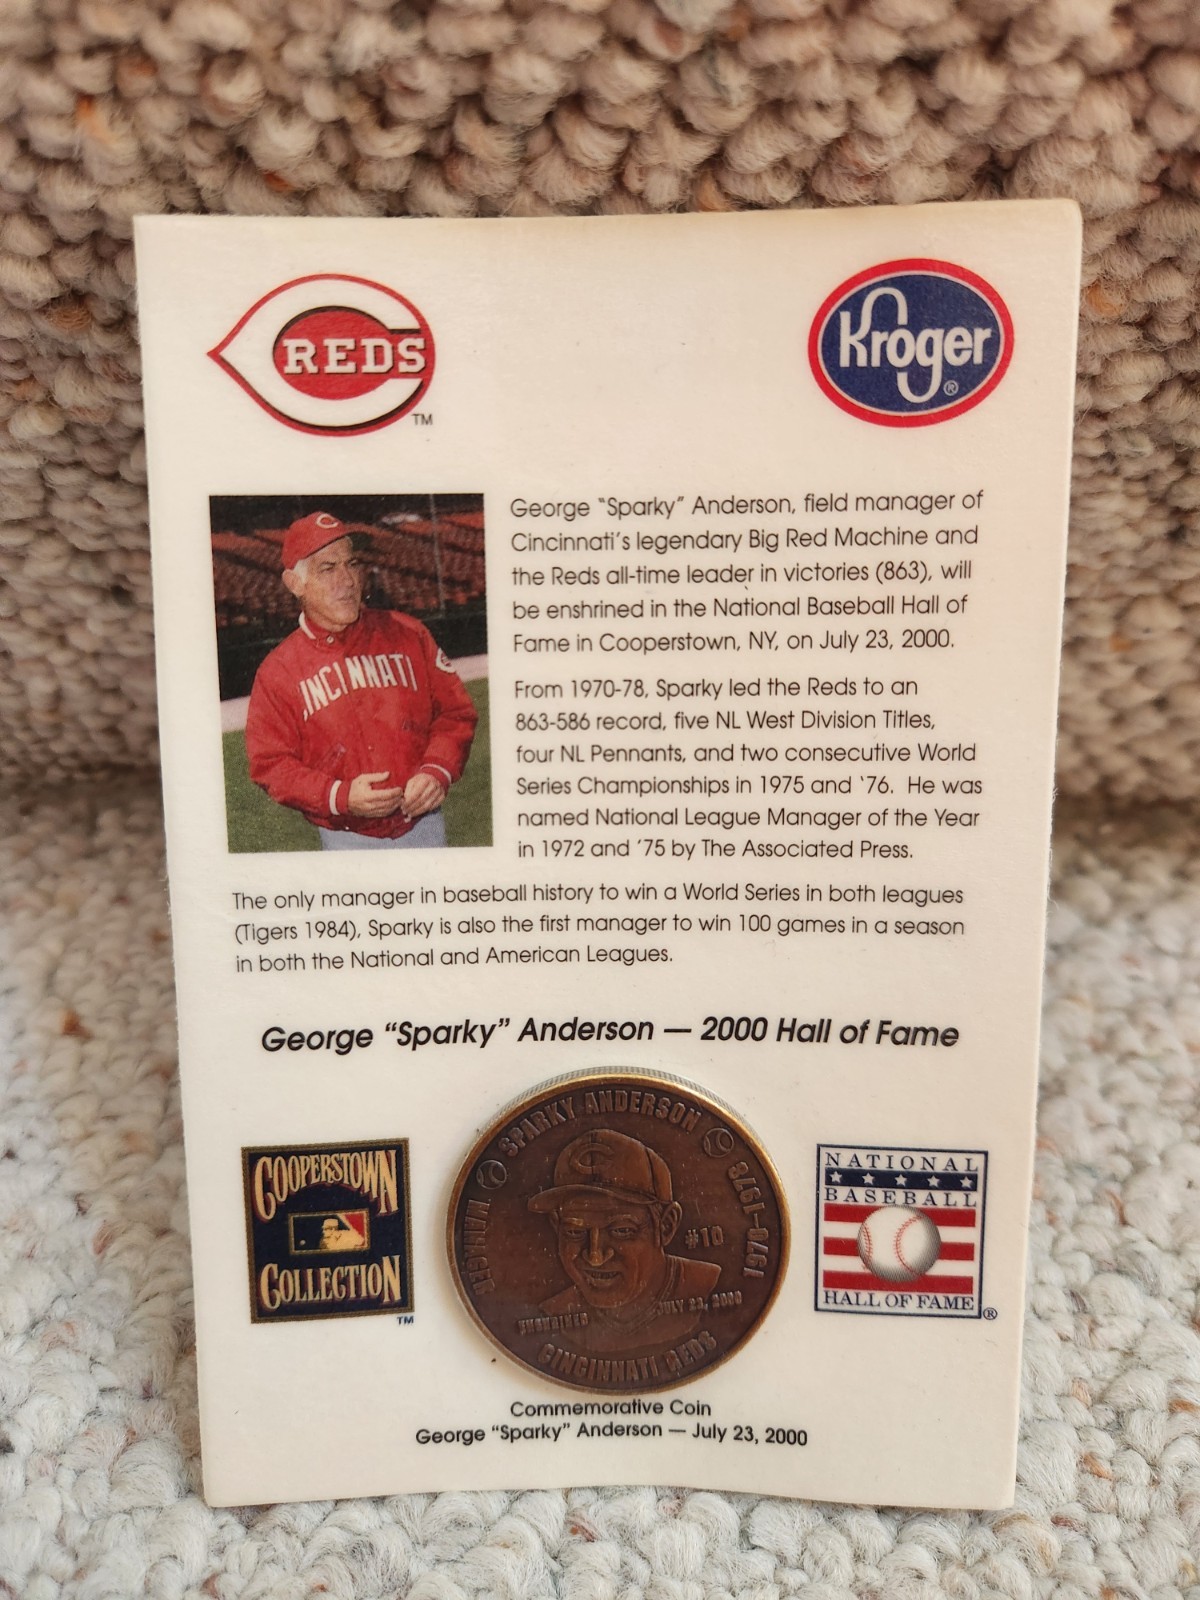 REDS
TM
Kroger
®
CINCINNATI
George "Sparky" Anderson, field manager of
Cincinnati's legendary Big Red Machine and
the Reds all-time leader in victories (863), will
be enshrined in the National Baseball Hall of
Fame in Cooperstown, NY, on July 23, 2000.
From 1970-78, Sparky led the Reds to an
863-586 record, five NL West Division Titles,
four NL Pennants, and two consecutive World
Series Championships in 1975 and '76. He was
named National League Manager of the Year
in 1972 and '75 by The Associated Press.
The only manager in baseball history to win a World Series in both leagues
(Tigers 1984), Sparky is also the first manager to win 100 games in a season
in both the National and American Leagues.
George "Sparky" Anderson — 2000 Hall of Fame
COOPERSTOWN
COLLECTION
TM
SPARKY ANDERSON
MANAGER
1970-1978
#10
ENSHRINED
JULY 23, 2000
CINCINNATI REDS
NATIONAL
BASEBALL
HALL OF FAME
®
Commemorative Coin
George "Sparky" Anderson — July 23, 2000